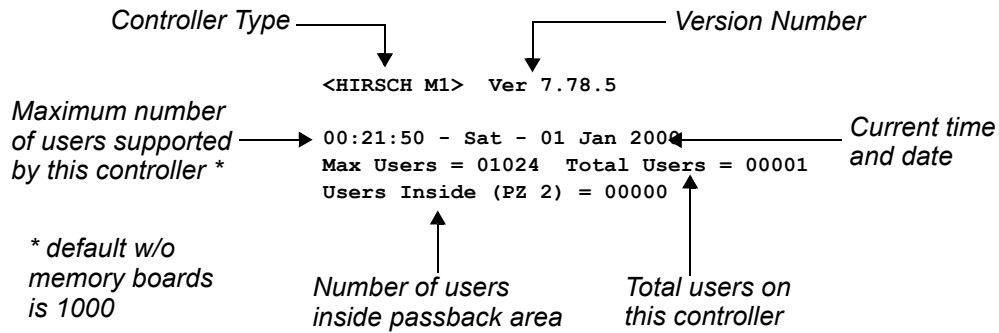 Controller Type
Version Number
<HIRSCH M1> Ver 7.78.5
Maximum number
of users supported
by this controller *
00:21:50 - Sat - 01 Jan 2000
Max Users = 01024 Total Users = 00001
Users Inside (PZ 2) = 00000
Current time
and date
* default w/o
memory boards
is 1000
Number of users
inside passback area
Total users on
this controller